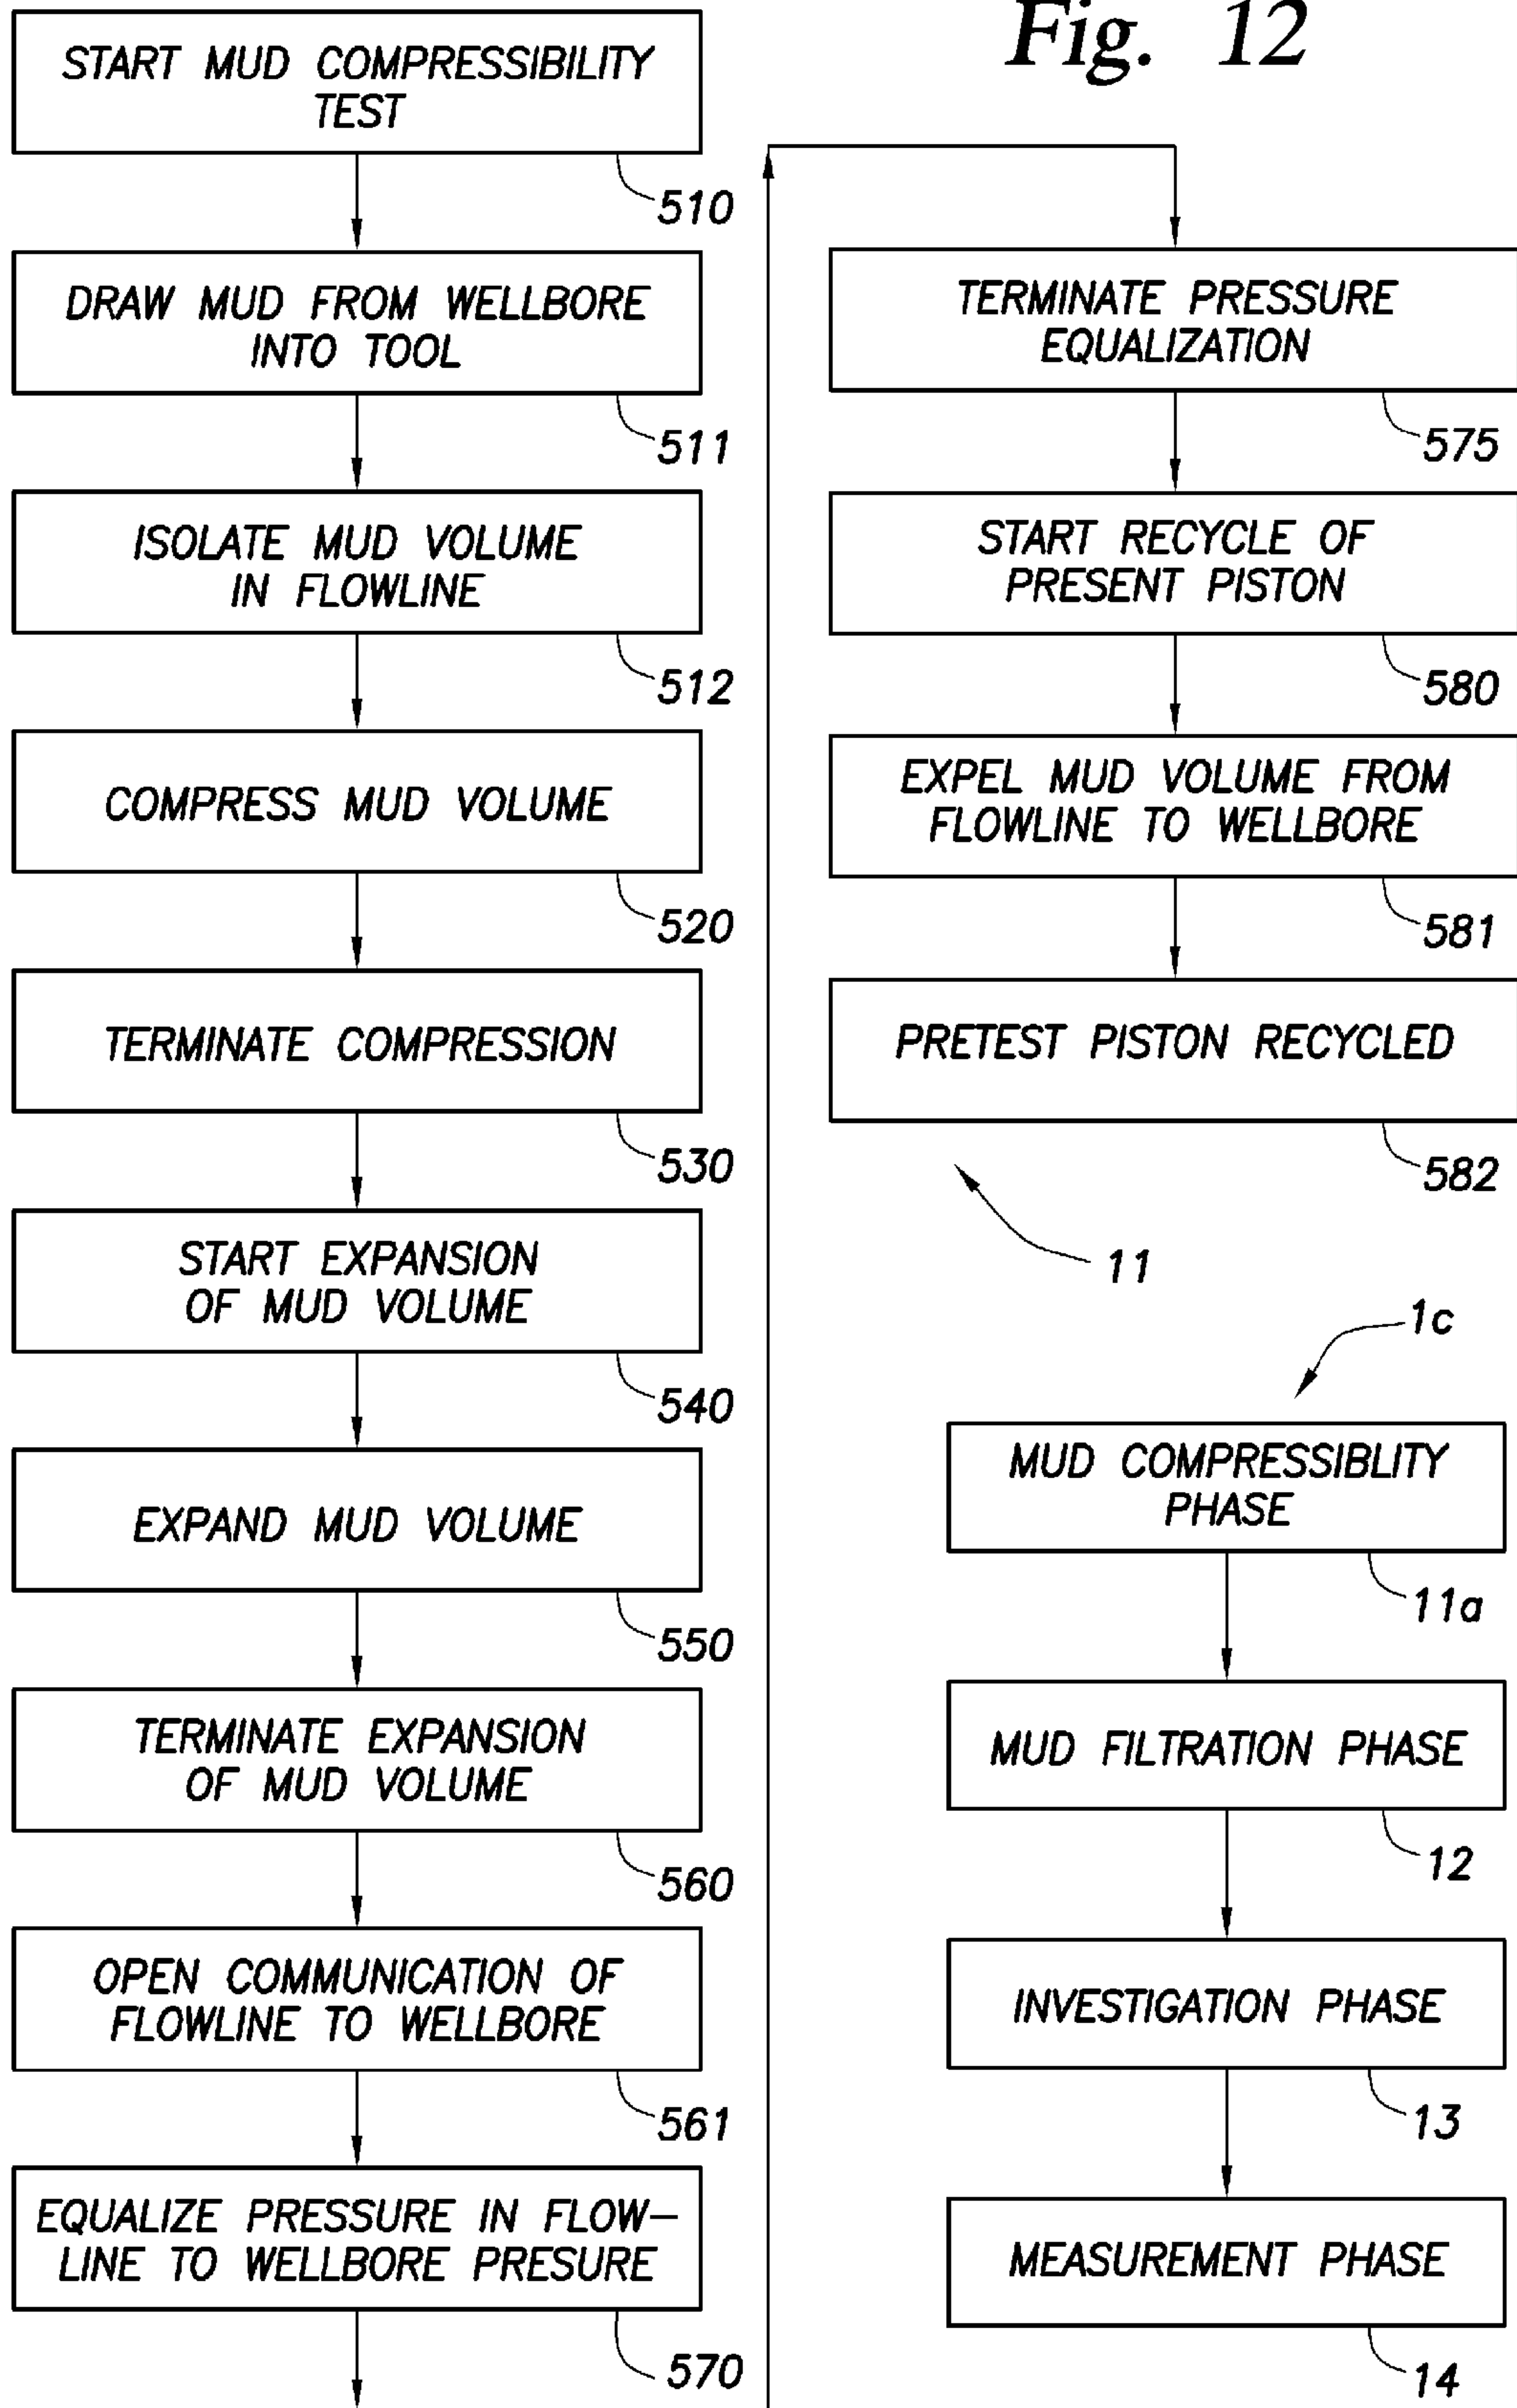 Fig. 12
START MUD COMPRESSIBILITY
TEST
510
DRAW MUD FROM WELLBORE
INTO TOOL
511
ISOLATE MUD VOLUME
IN FLOWLINE
512
COMPRESS MUD VOLUME
520
TERMINATE COMPRESSION
530
START EXPANSION
OF MUD VOLUME
540
EXPAND MUD VOLUME
550
TERMINATE EXPANSION
OF MUD VOLUME
560
OPEN COMMUNICATION OF
FLOWLINE TO WELLBORE
561
EQUALIZE PRESSURE IN FLOW-
LINE TO WELLBORE PRESURE
570
TERMINATE PRESSURE
EQUALIZATION
575
START RECYCLE OF
PRESENT PISTON
580
EXPEL MUD VOLUME FROM
FLOWLINE TO WELLBORE
581
PRETEST PISTON RECYCLED
582
11
1c
MUD COMPRESSIBLITY
PHASE
11a
MUD FILTRATION PHASE
12
INVESTIGATION PHASE
13
MEASUREMENT PHASE
14